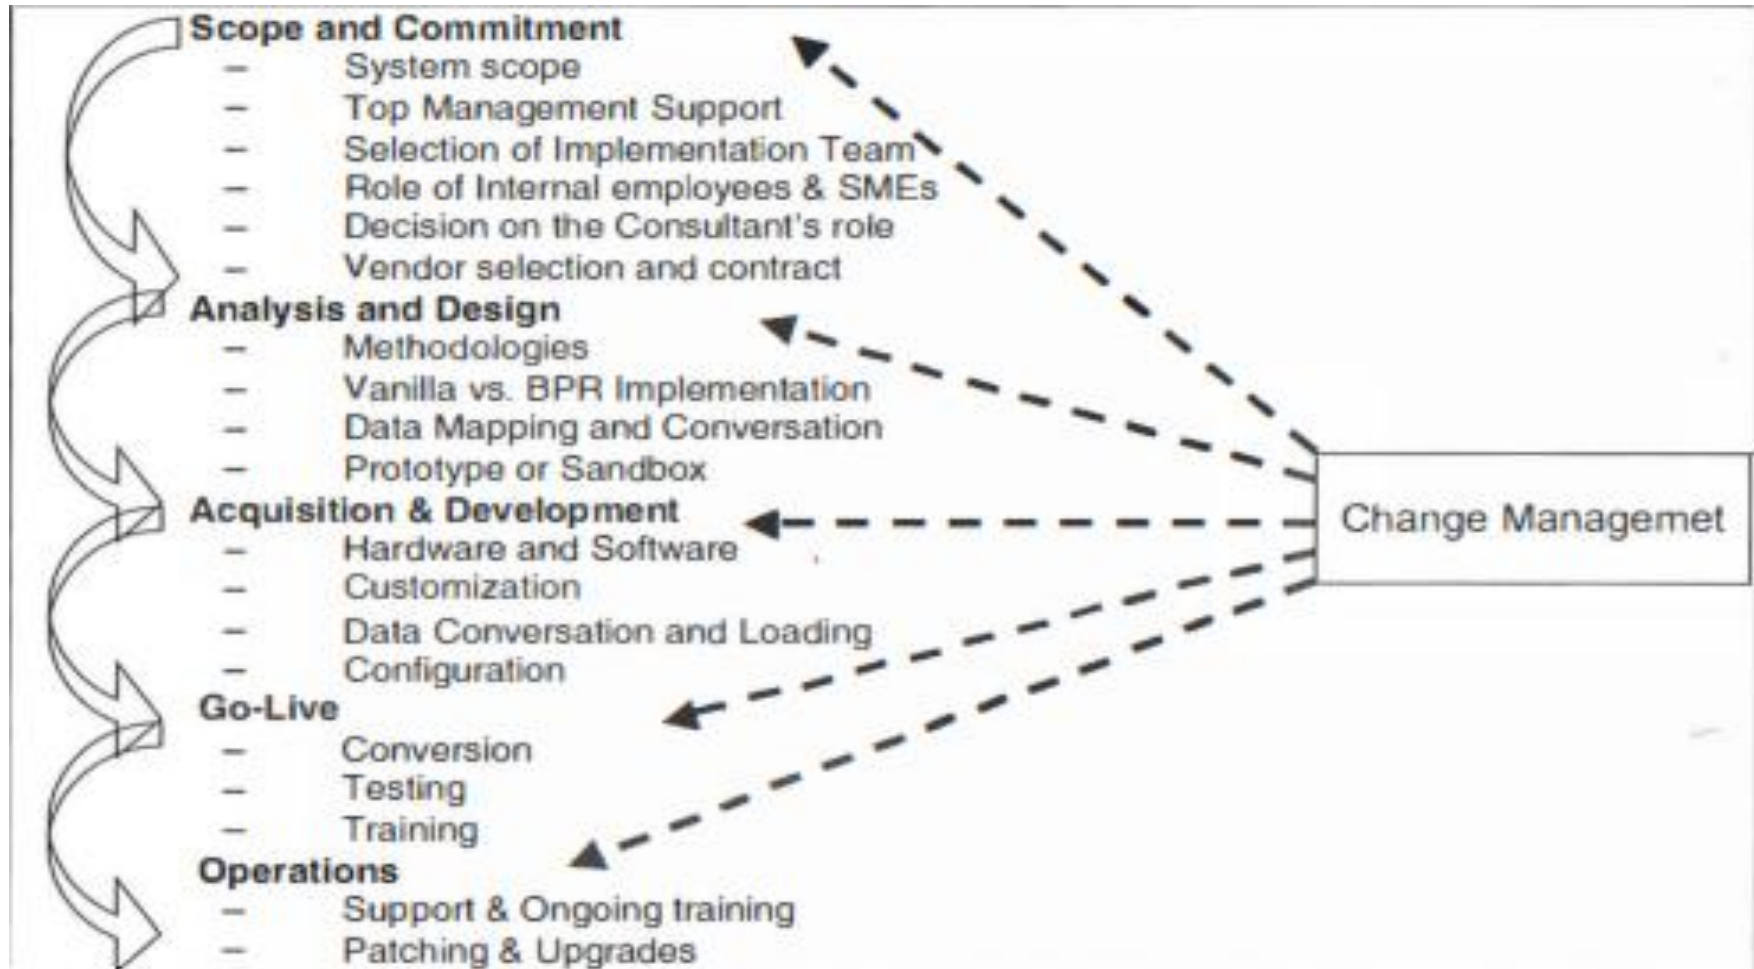 Scope and Commitment
– System scope
– Top Management Support
– Selection of Implementation Team
– Role of Internal employees & SMEs
– Decision on the Consultant's role
– Vendor selection and contract
Analysis and Design
– Methodologies
– Vanilla vs. BPR Implementation
– Data Mapping and Conversation
– Prototype or Sandbox
Acquisition & Development
– Hardware and Software
– Customization
– Data Conversation and Loading
– Configuration
Go-Live
– Conversion
– Testing
– Training
Operations
– Support & Ongoing training
– Patching & Upgrades
Change Managemet